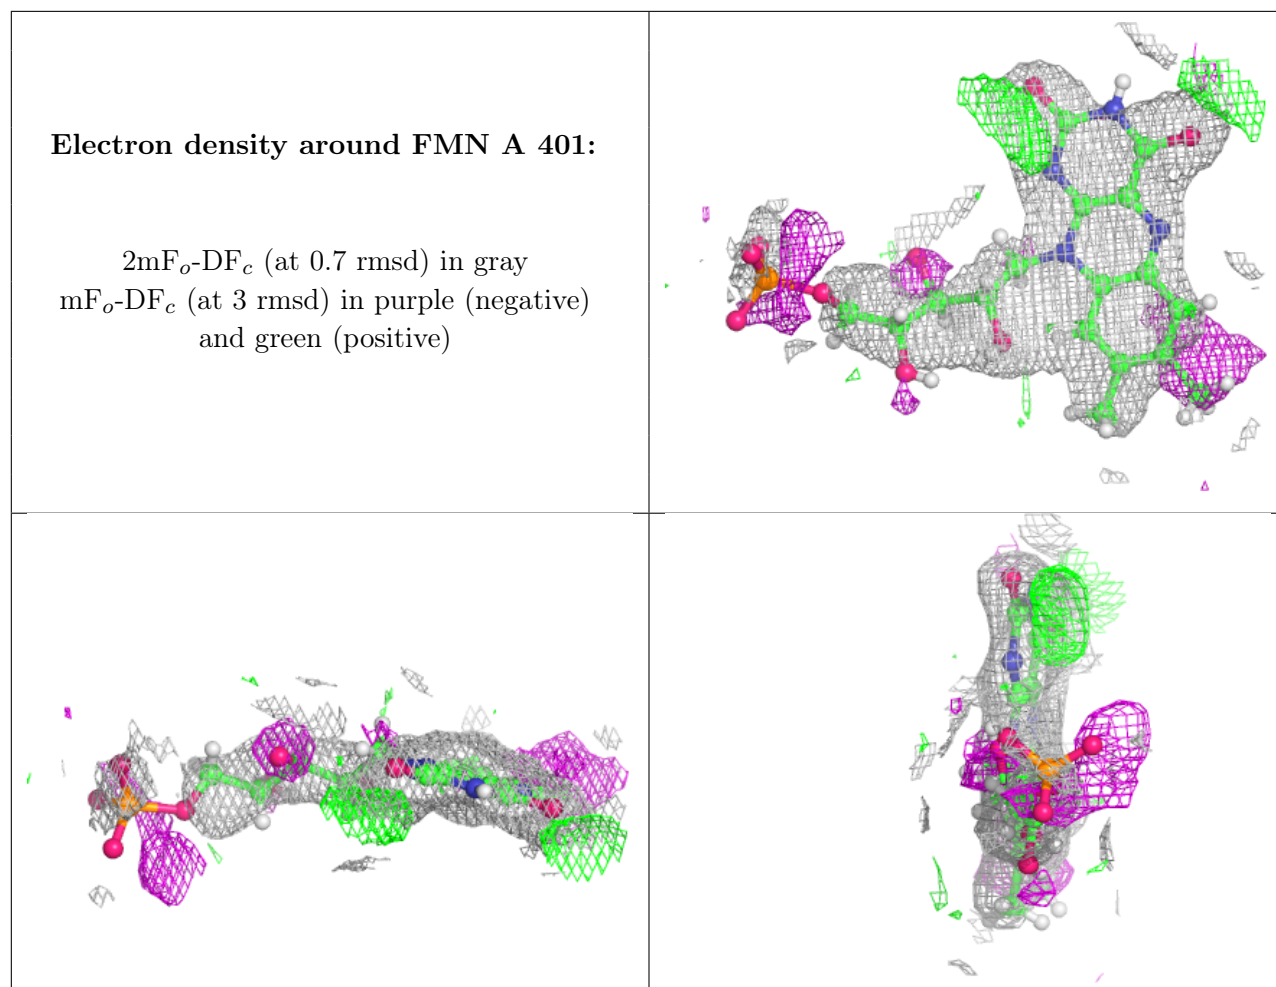 Electron density around FMN A 401:
2mFo-DFc (at 0.7 rmsd) in gray
mFo-DFc (at 3 rmsd) in purple (negative)
and green (positive)